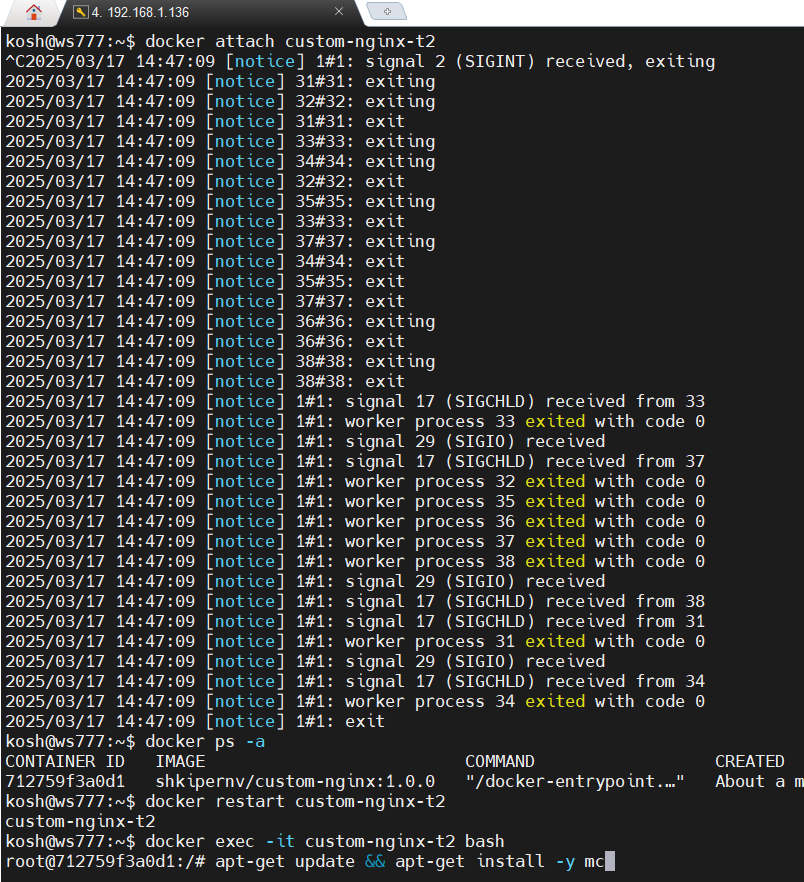 4. 192.168.1.136
kosh@ws777:~$ docker attach custom-nginx-t2
^C2025/03/17 14:47:09 [notice] 1#1: signal 2 (SIGINT) received, exiting
2025/03/17 14:47:09 [notice] 31#31: exiting
2025/03/17 14:47:09 [notice] 32#32: exiting
2025/03/17 14:47:09 [notice] 31#31: exit
2025/03/17 14:47:09 [notice] 33#33: exiting
2025/03/17 14:47:09 [notice] 34#34: exiting
2025/03/17 14:47:09 [notice] 32#32: exit
2025/03/17 14:47:09 [notice] 35#35: exiting
2025/03/17 14:47:09 [notice] 33#33: exit
2025/03/17 14:47:09 [notice] 37#37: exiting
2025/03/17 14:47:09 [notice] 34#34: exit
2025/03/17 14:47:09 [notice] 35#35: exit
2025/03/17 14:47:09 [notice] 37#37: exit
2025/03/17 14:47:09 [notice] 36#36: exiting
2025/03/17 14:47:09 [notice] 36#36: exit
2025/03/17 14:47:09 [notice] 38#38: exiting
2025/03/17 14:47:09 [notice] 38#38: exit
2025/03/17 14:47:09 [notice] 1#1: signal 17 (SIGCHLD) received from 33
2025/03/17 14:47:09 [notice] 1#1: worker process 33 exited with code 0
2025/03/17 14:47:09 [notice] 1#1: signal 29 (SIGIO) received
2025/03/17 14:47:09 [notice] 1#1: signal 17 (SIGCHLD) received from 37
2025/03/17 14:47:09 [notice] 1#1: worker process 32 exited with code 0
2025/03/17 14:47:09 [notice] 1#1: worker process 35 exited with code 0
2025/03/17 14:47:09 [notice] 1#1: worker process 36 exited with code 0
2025/03/17 14:47:09 [notice] 1#1: worker process 37 exited with code 0
2025/03/17 14:47:09 [notice] 1#1: worker process 38 exited with code 0
2025/03/17 14:47:09 [notice] 1#1: signal 29 (SIGIO) received
2025/03/17 14:47:09 [notice] 1#1: signal 17 (SIGCHLD) received from 38
2025/03/17 14:47:09 [notice] 1#1: signal 17 (SIGCHLD) received from 31
2025/03/17 14:47:09 [notice] 1#1: worker process 31 exited with code 0
2025/03/17 14:47:09 [notice] 1#1: signal 29 (SIGIO) received
2025/03/17 14:47:09 [notice] 1#1: signal 17 (SIGCHLD) received from 34
2025/03/17 14:47:09 [notice] 1#1: worker process 34 exited with code 0
2025/03/17 14:47:09 [notice] 1#1: exit
kosh@ws777:~$ docker ps -a
CONTAINER ID   IMAGE                          COMMAND                  CREATED
712759f3a0d1   shkipernv/custom-nginx:1.0.0   "/docker-entrypoint.…"   About a m
kosh@ws777:~$ docker restart custom-nginx-t2
custom-nginx-t2
kosh@ws777:~$ docker exec -it custom-nginx-t2 bash
root@712759f3a0d1:/# apt-get update && apt-get install -y mc